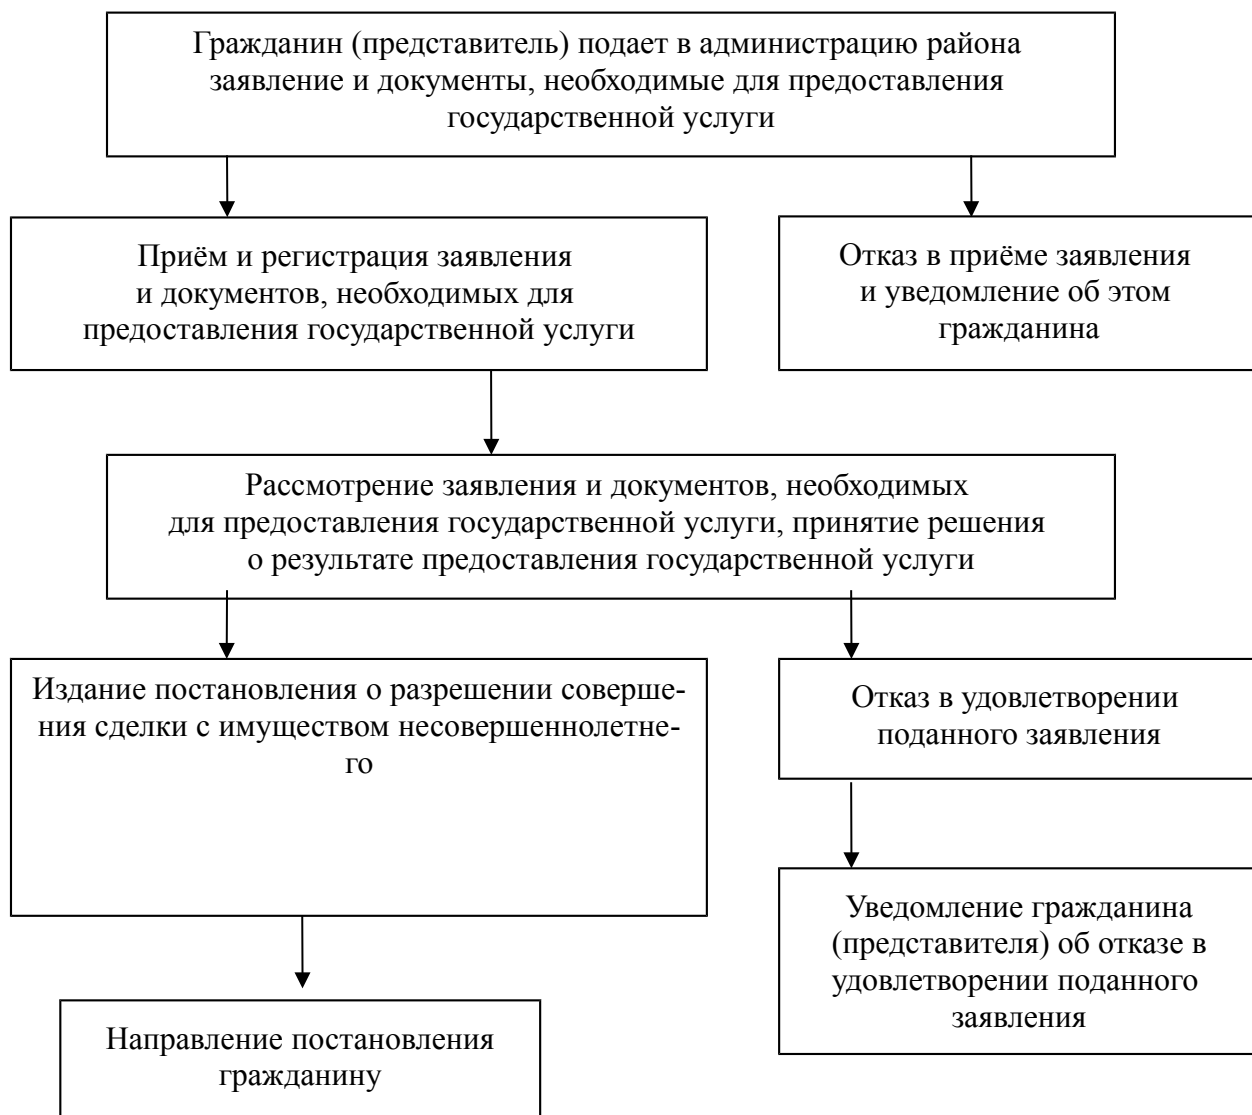 Гражданин (представитель) подает в администрацию района
заявление и документы, необходимые для предоставления
государственной услуги
Приём и регистрация заявления
и документов, необходимых для
предоставления государственной услуги
Отказ в приёме заявления
и уведомление об этом
гражданина
Рассмотрение заявления и документов, необходимых
для предоставления государственной услуги, принятие решения
о результате предоставления государственной услуги
Издание постановления о разрешении соверше-
ния сделки с имуществом несовершеннолетне-
го
Отказ в удовлетворении
поданного заявления
Уведомление гражданина
(представителя) об отказе в
удовлетворении поданного
заявления
Направление постановления
гражданину